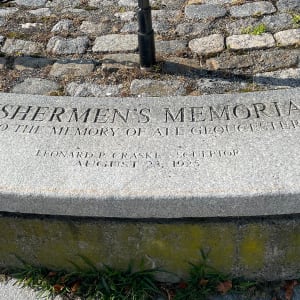 SHERMEN'S MEMORIA
O THE MEMORY OF ALL GLOUCESTER
LEONARD P. CRASKE SCULPTOR
AUGUST 23, 1925